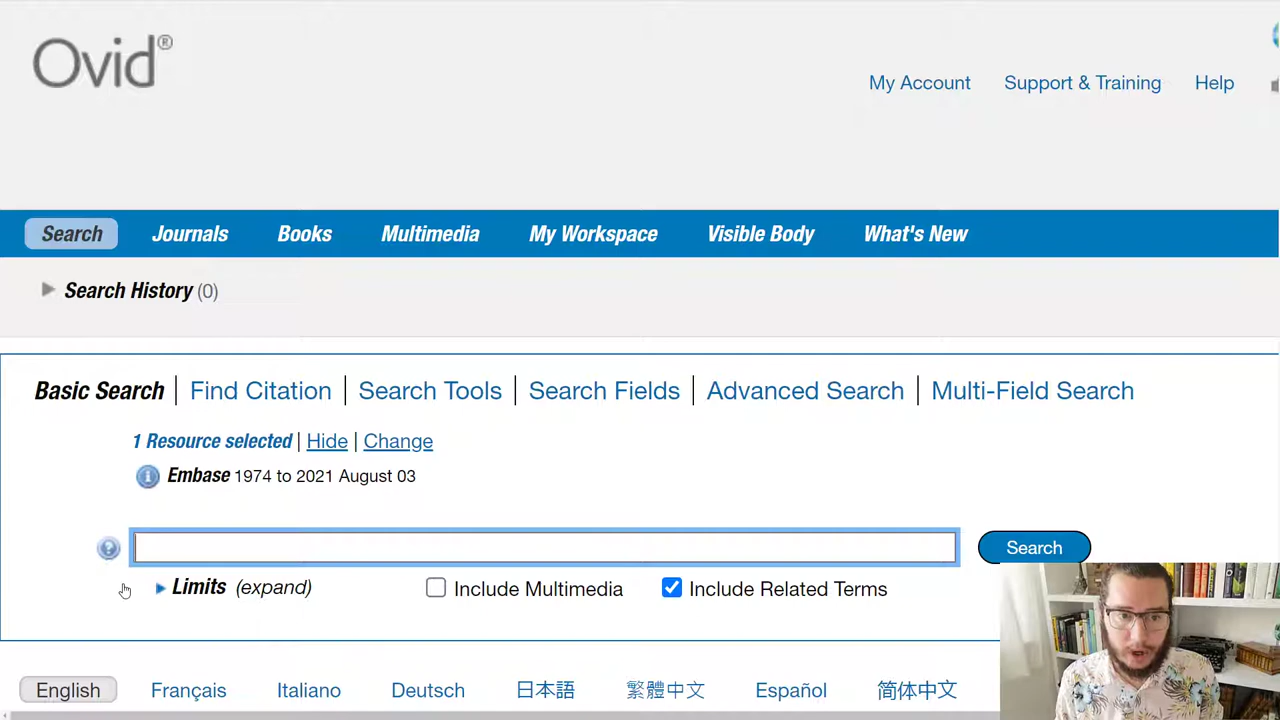 Ovid®
My Account Support & Training Help
Search Journals Books Multimedia My Workspace Visible Body What's New
Search History (0)
Basic Search | Find Citation | Search Tools | Search Fields | Advanced Search | Multi-Field Search
1 Resource selected | Hide | Change
Embase 1974 to 2021 August 03
Search
Limits (expand) Include Multimedia Include Related Terms
English Français Italiano Deutsch 日本語 繁體中文 Español 简体中文